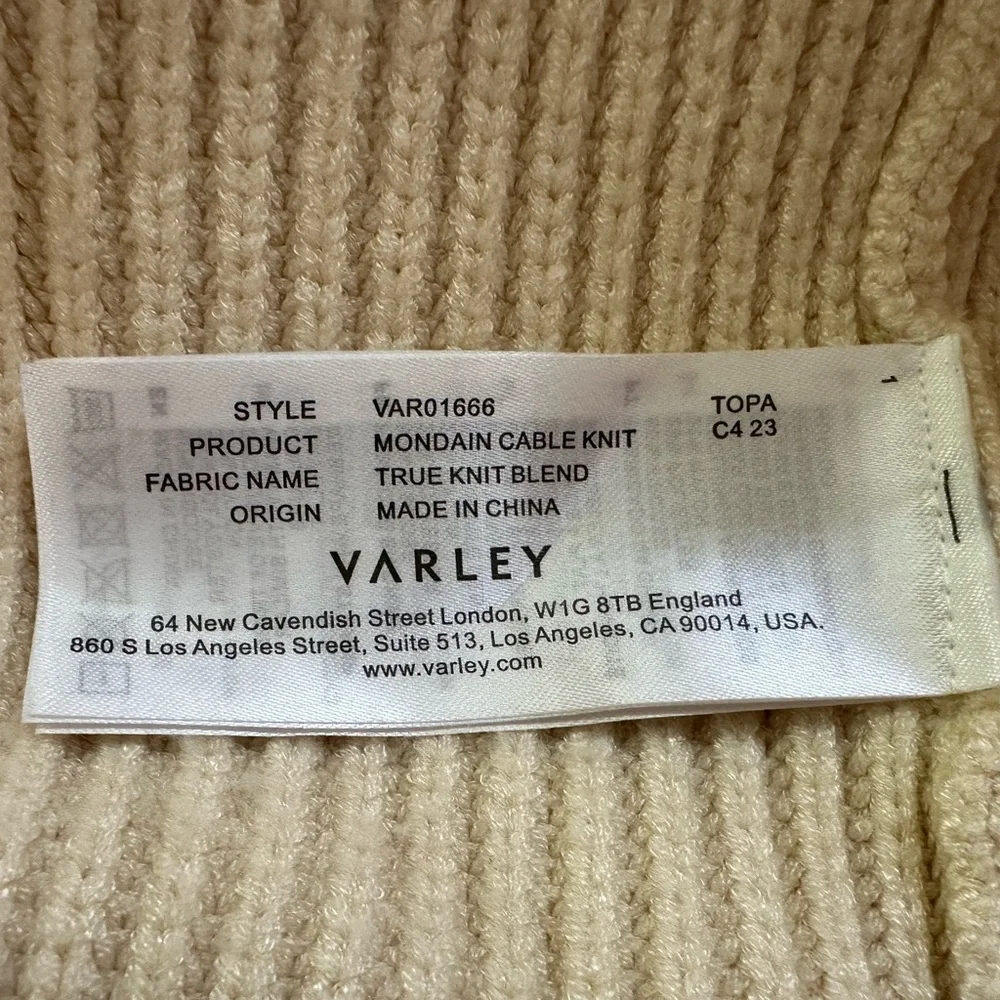 STYLE VAR01666 TOPA
PRODUCT MONDAIN CABLE KNIT C4 23
FABRIC NAME TRUE KNIT BLEND
ORIGIN MADE IN CHINA
VARLEY
64 New Cavendish Street London, W1G 8TB England
860 S Los Angeles Street, Suite 513, Los Angeles, CA 90014, USA.
www.varley.com
1